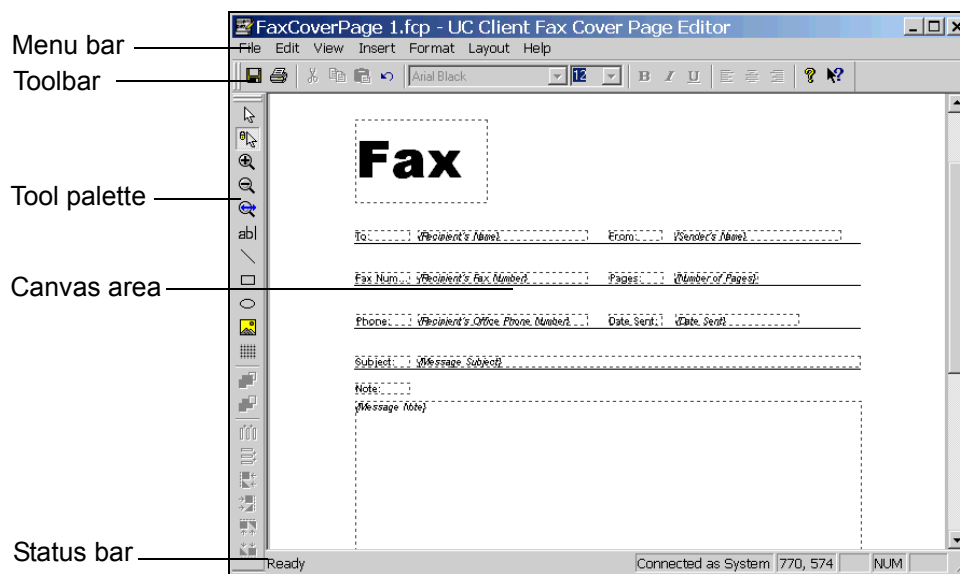 FaxCoverPage 1.fcp - UC Client Fax Cover Page Editor
Menu bar
File Edit View Insert Format Layout Help
Toolbar
Arial Black 12 B I U
Fax
Tool palette
abl
To: {Recipient's Name} From: {Sender's Name}
Canvas area
Fax Num... {Recipient's Fax Number} Pages: {Number of Pages}
Phone: {Recipient's Office Phone Number} Date Sent: {Date Sent}
Subject: {Message Subject}
Note:
{Message Note}
Status bar
Ready Connected as System 770, 574 NUM